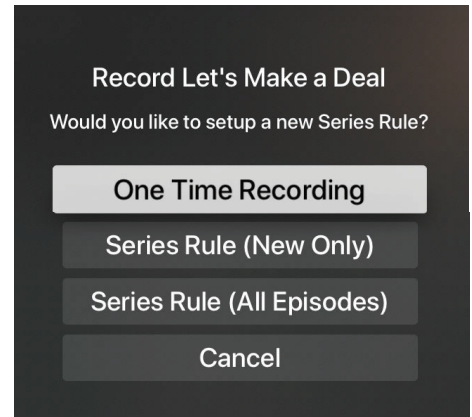 Record Let's Make a Deal
Would you like to setup a new Series Rule?
One Time Recording
Series Rule (New Only)
Series Rule (All Episodes)
Cancel